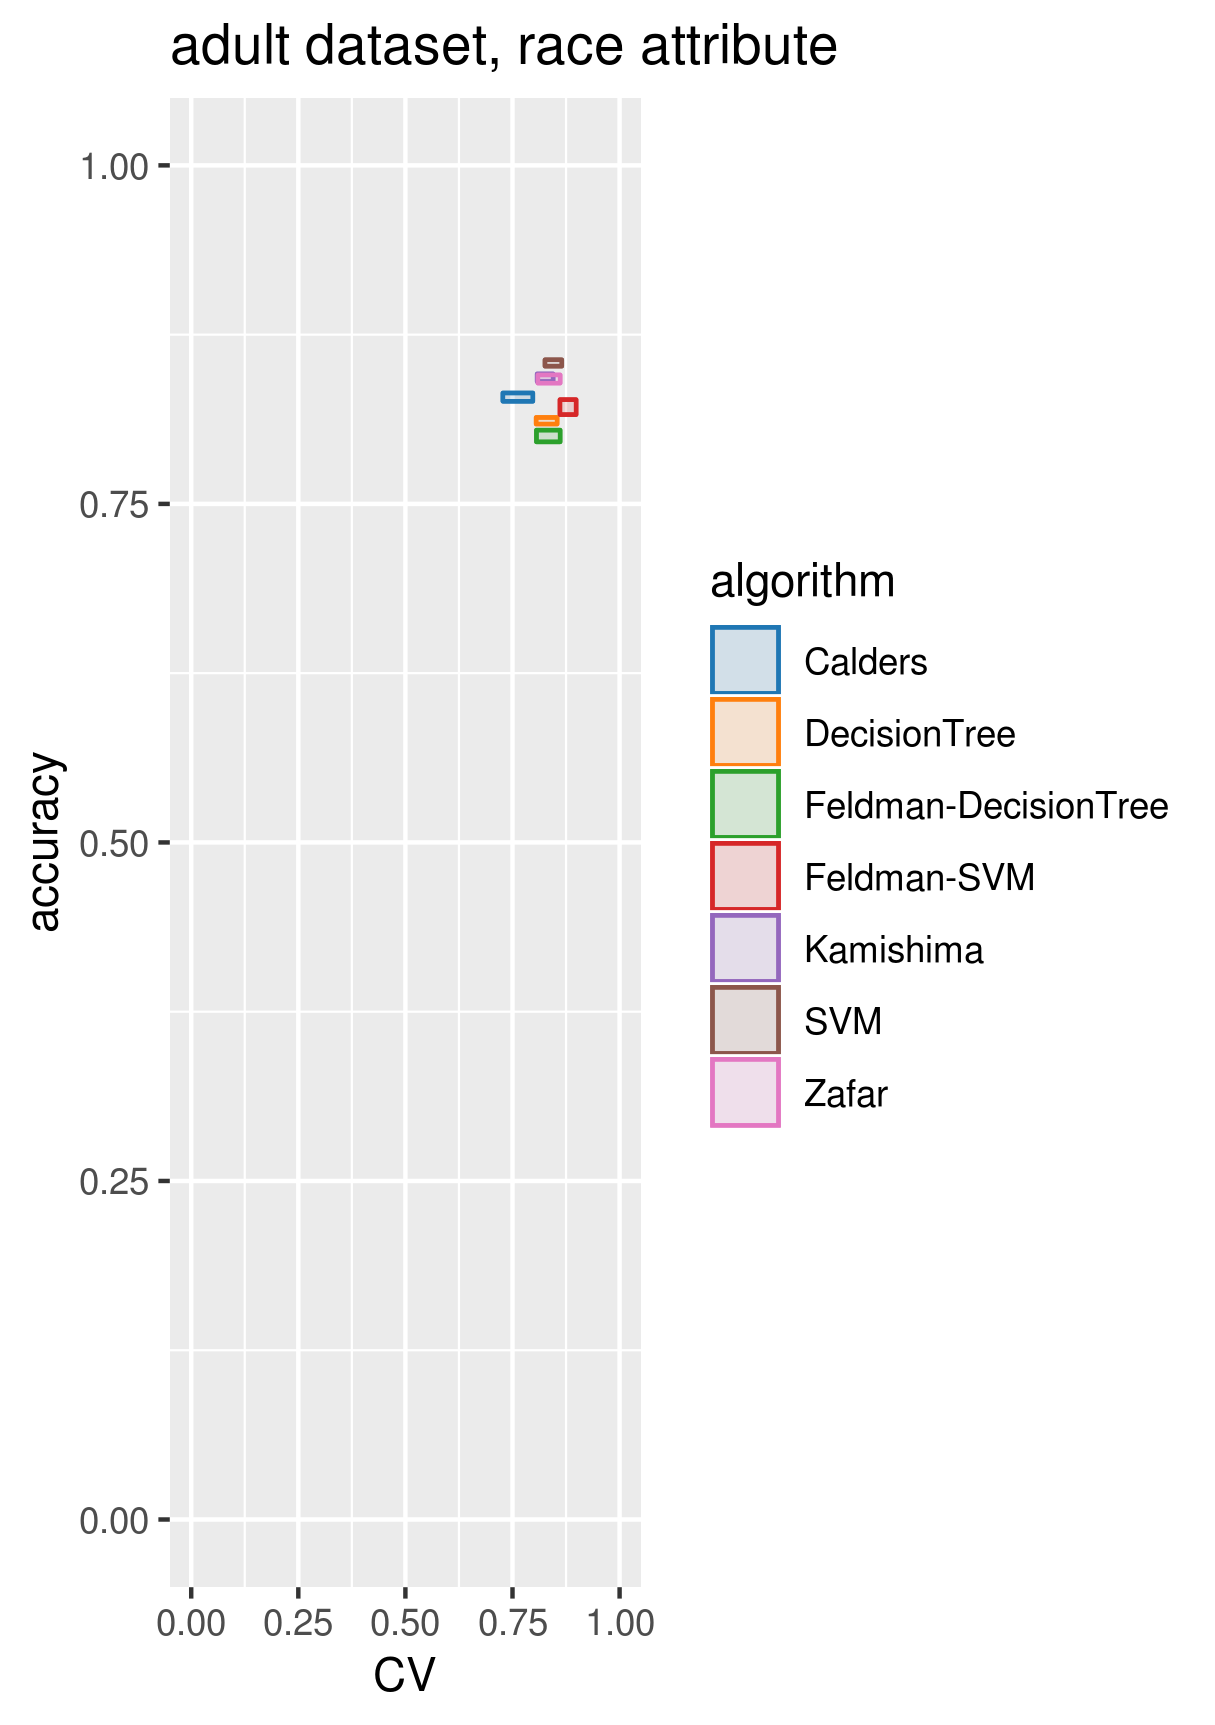 adult dataset, race attribute
1.00
0.75
0.50
0.25
0.00
accuracy
0.00 0.25 0.50 0.75 1.00
CV
algorithm
Calders
DecisionTree
Feldman-DecisionTree
Feldman-SVM
Kamishima
SVM
Zafar